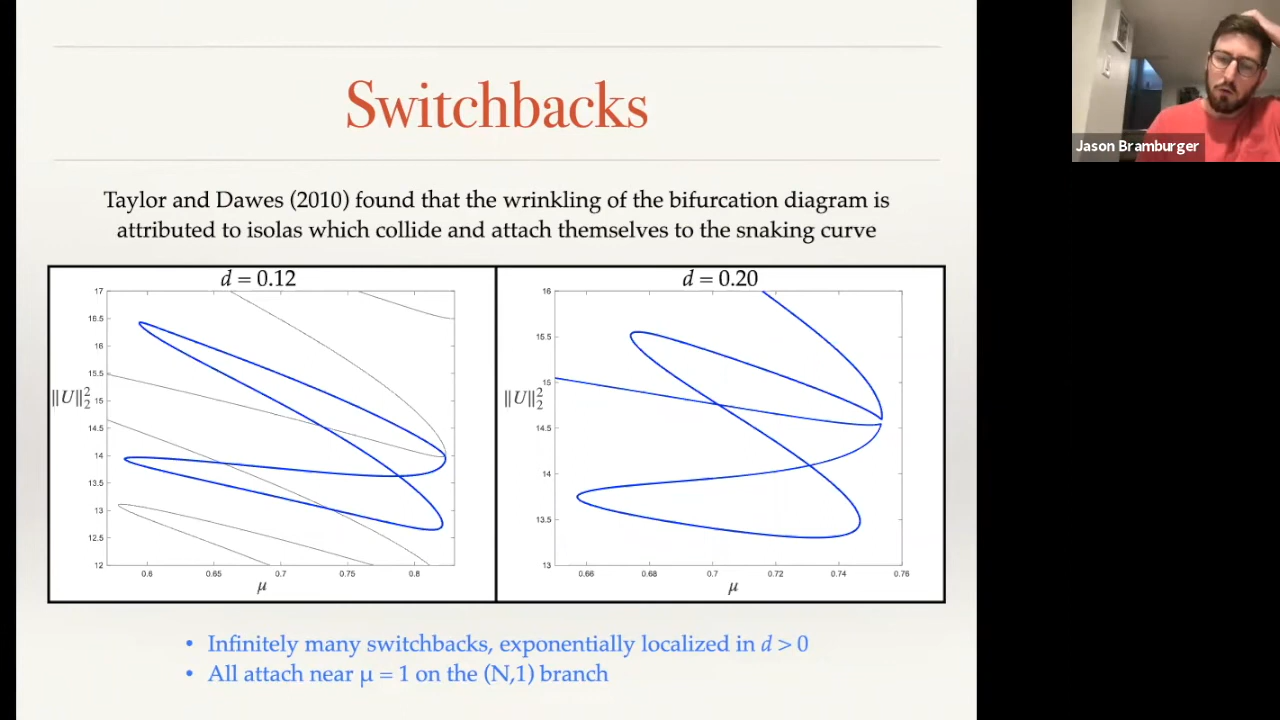 Switchbacks
Jason Bramburger
Taylor and Dawes (2010) found that the wrinkling of the bifurcation diagram is
attributed to isolas which collide and attach themselves to the snaking curve
d = 0.12
17
16.5
16
15.5
15
14.5
14
13.5
13
12.5
12
‖U‖₂²
0.6
0.65
0.7
0.75
0.8
μ
d = 0.20
16
15.5
15
14.5
14
13.5
13
‖U‖₂²
0.66
0.68
0.7
0.72
0.74
0.76
μ
• Infinitely many switchbacks, exponentially localized in d > 0
• All attach near μ = 1 on the (N,1) branch